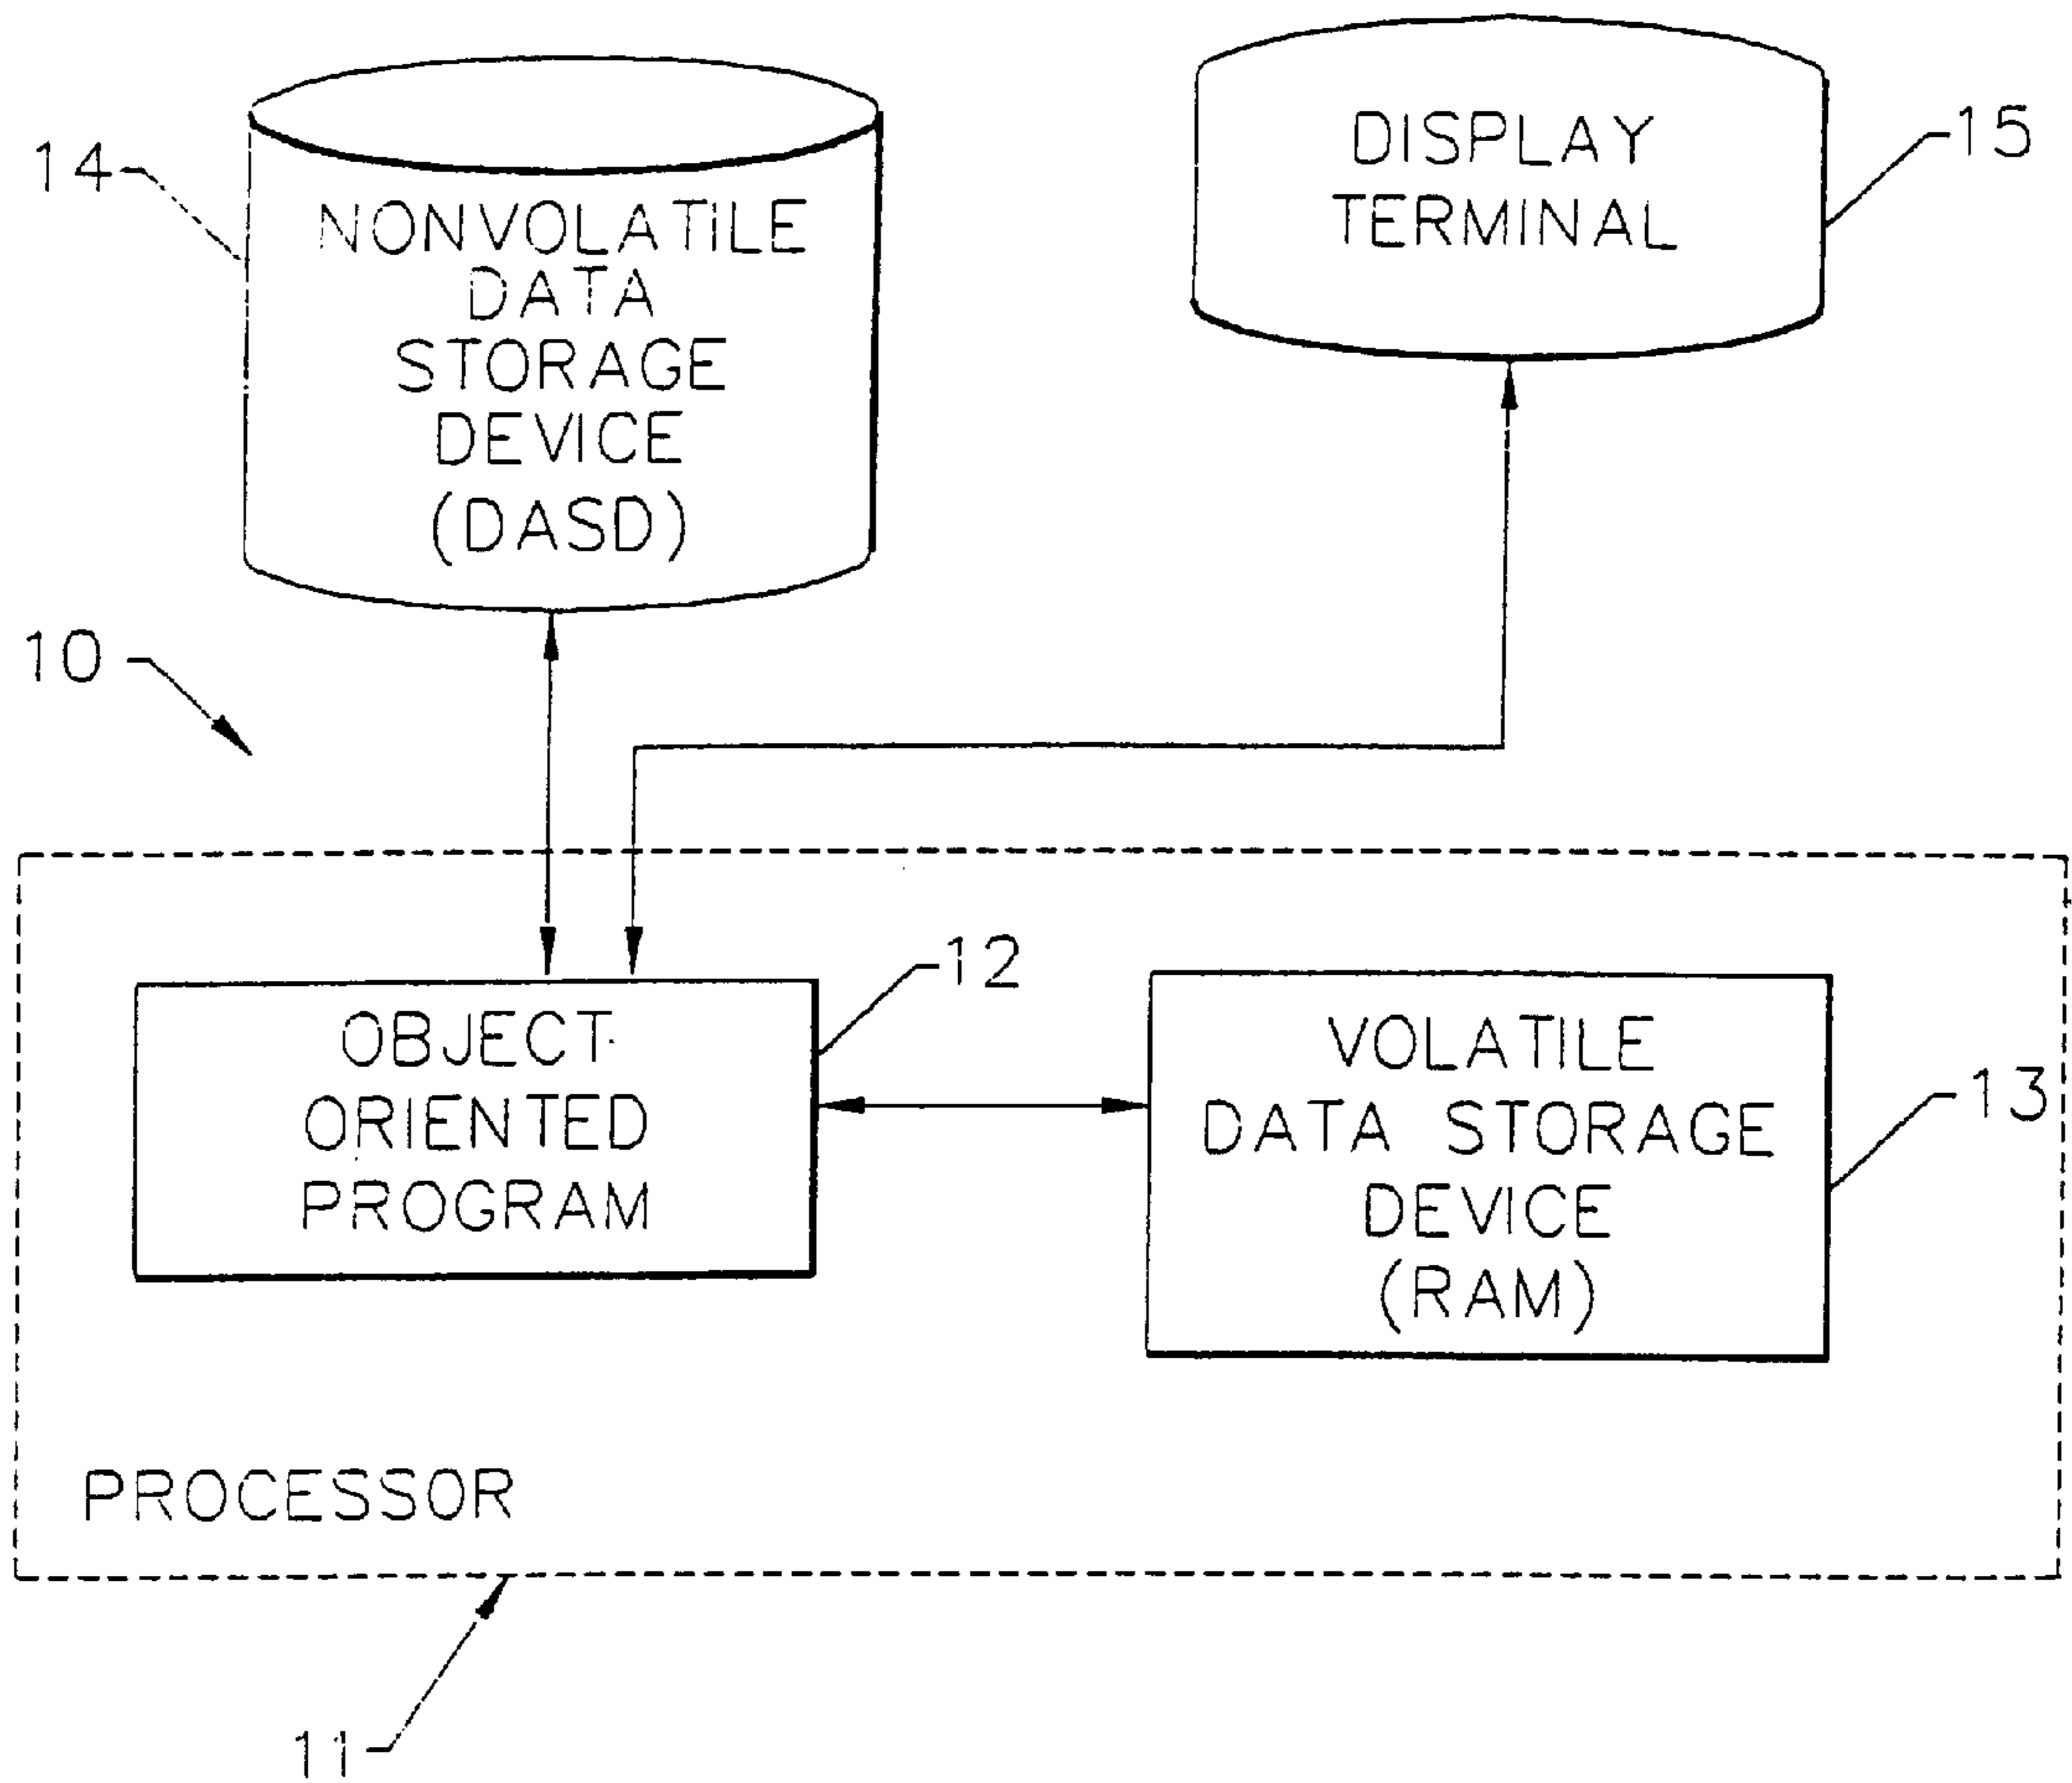 14
NONVOLATILE
DATA
STORAGE
DEVICE
(DASD)
DISPLAY
TERMINAL
15
10
12
OBJECT
ORIENTED
PROGRAM
VOLATILE
DATA STORAGE
DEVICE
(RAM)
13
PROCESSOR
11